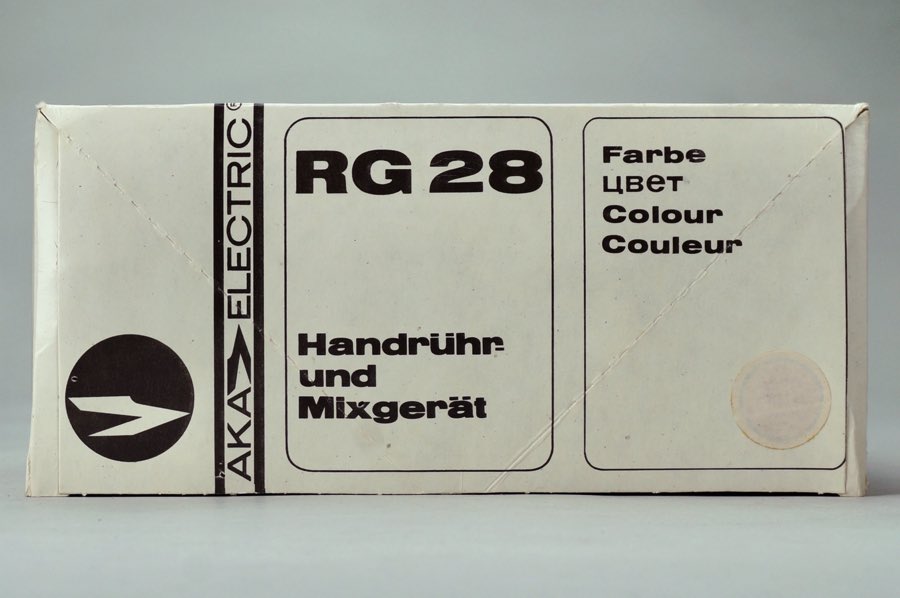 AKA ELECTRIC®
RG 28
Handrühr-
und
Mixgerät
Farbe
цвет
Colour
Couleur